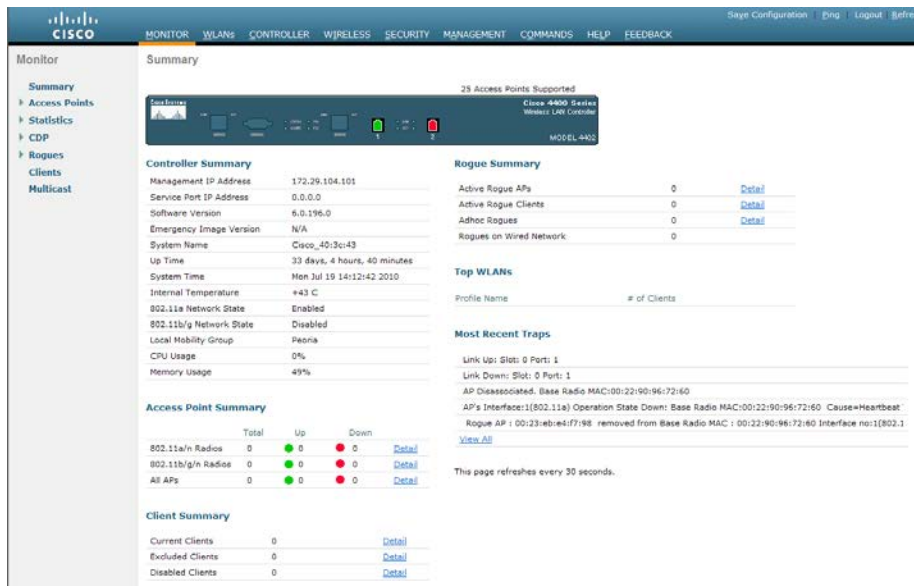 Save Configuration Ping Logout Refre
CISCO
MONITOR WLANs CONTROLLER WIRELESS SECURITY MANAGEMENT COMMANDS HELP FEEDBACK
Monitor
Summary
Access Points
Statistics
CDP
Rogues
Clients
Multicast
Summary
25 Access Points Supported
Cisco Systems
Cisco 4400 Series
Wireless LAN Controller
MODEL 4402
1 2
Controller Summary
Management IP Address 172.29.104.101
Service Port IP Address 0.0.0.0
Software Version 6.0.196.0
Emergency Image Version N/A
System Name Cisco_40:3c:43
Up Time 33 days, 4 hours, 40 minutes
System Time Mon Jul 19 14:12:42 2010
Internal Temperature +43 C
802.11a Network State Enabled
802.11b/g Network State Disabled
Local Mobility Group Peoria
CPU Usage 0%
Memory Usage 49%
Access Point Summary
Total Up Down
802.11a/n Radios 0 0 0 Detail
802.11b/g/n Radios 0 0 0 Detail
All APs 0 0 0 Detail
Client Summary
Current Clients 0 Detail
Excluded Clients 0 Detail
Disabled Clients 0 Detail
Rogue Summary
Active Rogue APs 0 Detail
Active Rogue Clients 0 Detail
Adhoc Rogues 0 Detail
Rogues on Wired Network 0
Top WLANs
Profile Name # of Clients
Most Recent Traps
Link Up: Slot: 0 Port: 1
Link Down: Slot: 0 Port: 1
AP Disassociated. Base Radio MAC:00:22:90:96:72:60
AP's Interface:1(802.11a) Operation State Down: Base Radio MAC:00:22:90:96:72:60 Cause=Heartbeat
Rogue AP : 00:23:eb:e4:f7:98 removed from Base Radio MAC : 00:22:90:96:72:60 Interface no:1(802.1
View All
This page refreshes every 30 seconds.